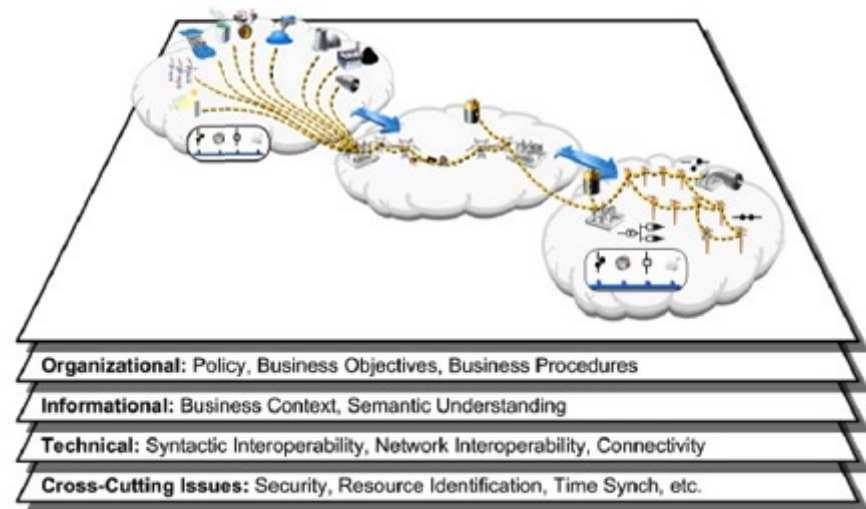 Organizational: Policy, Business Objectives, Business Procedures
Informational: Business Context, Semantic Understanding
Technical: Syntactic Interoperability, Network Interoperability, Connectivity
Cross-Cutting Issues: Security, Resource Identification, Time Synch, etc.